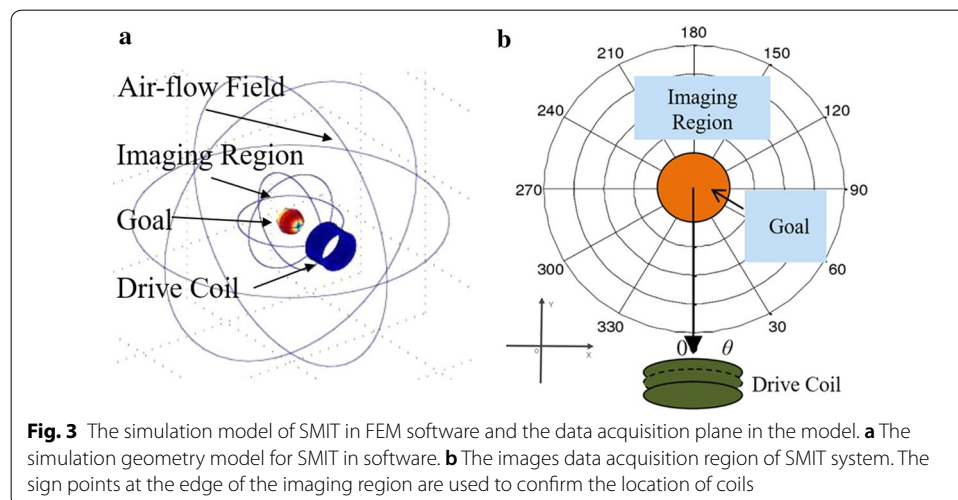 a
Air-flow Field
Imaging Region
Goal
Drive Coil
b
180
210
150
240
120
270
90
300
60
330
30
0
θ
Imaging
Region
Goal
Y
O
X
Drive Coil
Fig. 3 The simulation model of SMIT in FEM software and the data acquisition plane in the model. a The
simulation geometry model for SMIT in software. b The images data acquisition region of SMIT system. The
sign points at the edge of the imaging region are used to confirm the location of coils